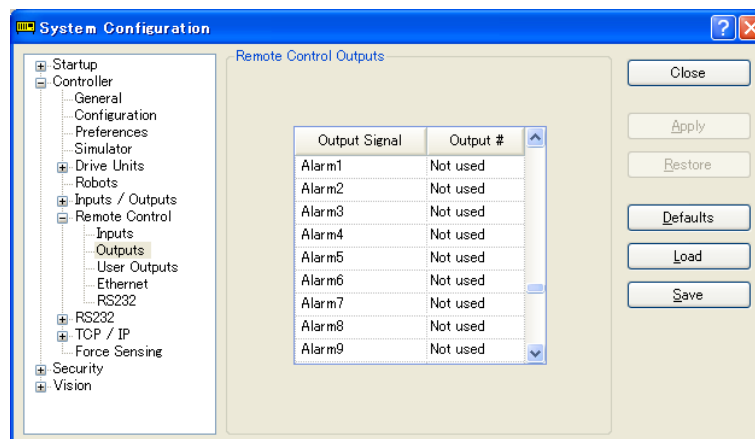 System Configuration
Startup
Controller
General
Configuration
Preferences
Simulator
Drive Units
Robots
Inputs / Outputs
Remote Control
Inputs
Outputs
User Outputs
Ethernet
RS232
RS232
TCP / IP
Force Sensing
Security
Vision
Remote Control Outputs
Output Signal Output #
Alarm1 Not used
Alarm2 Not used
Alarm3 Not used
Alarm4 Not used
Alarm5 Not used
Alarm6 Not used
Alarm7 Not used
Alarm8 Not used
Alarm9 Not used
Close
Apply
Restore
Defaults
Load
Save